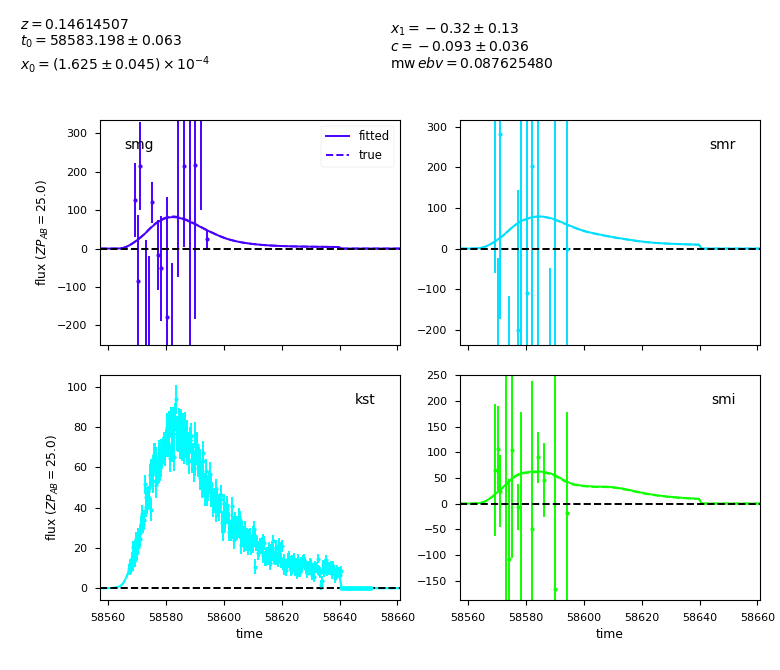 z = 0.14614507
t0 = 58583.198 ± 0.063
x0 = (1.625 ± 0.045) × 10^−4
x1 = −0.32 ± 0.13
c = −0.093 ± 0.036
mw ebv = 0.087625480
smg
fitted
true
flux (ZP_AB = 25.0)
300
200
100
0
−100
−200
smr
300
200
100
0
−100
−200
kst
flux (ZP_AB = 25.0)
100
80
60
40
20
0
58560 58580 58600 58620 58640 58660
time
smi
250
200
150
100
50
0
−50
−100
−150
58560 58580 58600 58620 58640 58660
time